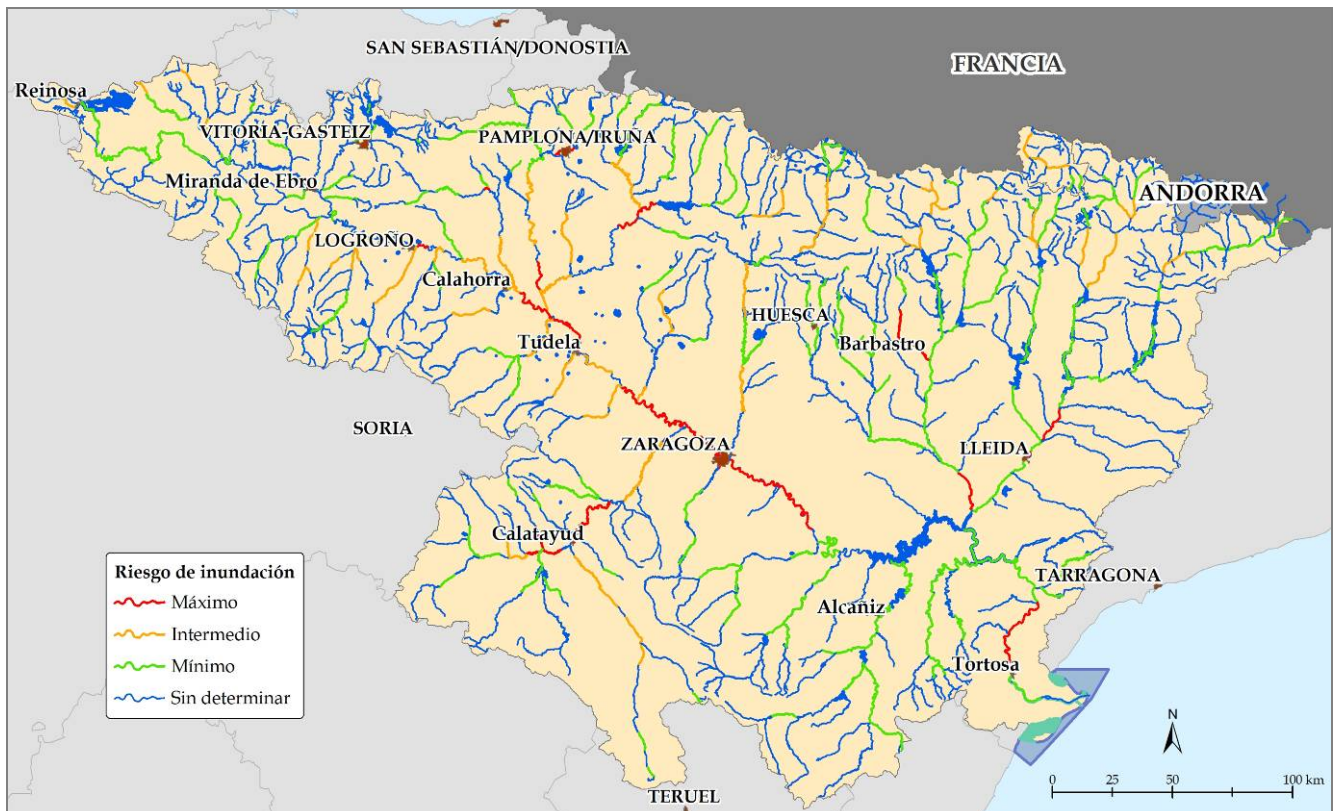 SAN SEBASTIÁN/DONOSTIA
FRANCIA
Reinosa
VITORIA-GASTEIZ
PAMPLONA/IRUÑA
Miranda de Ebro
ANDORRA
LOGROÑO
Calahorra
HUESCA
Tudela
Barbastro
SORIA
ZARAGOZA
LLEIDA
Calatayud
Riesgo de inundación
Máximo
Intermedio
Mínimo
Sin determinar
TARRAGONA
Alcañiz
Tortosa
N
0 25 50 100 km
TERUEL